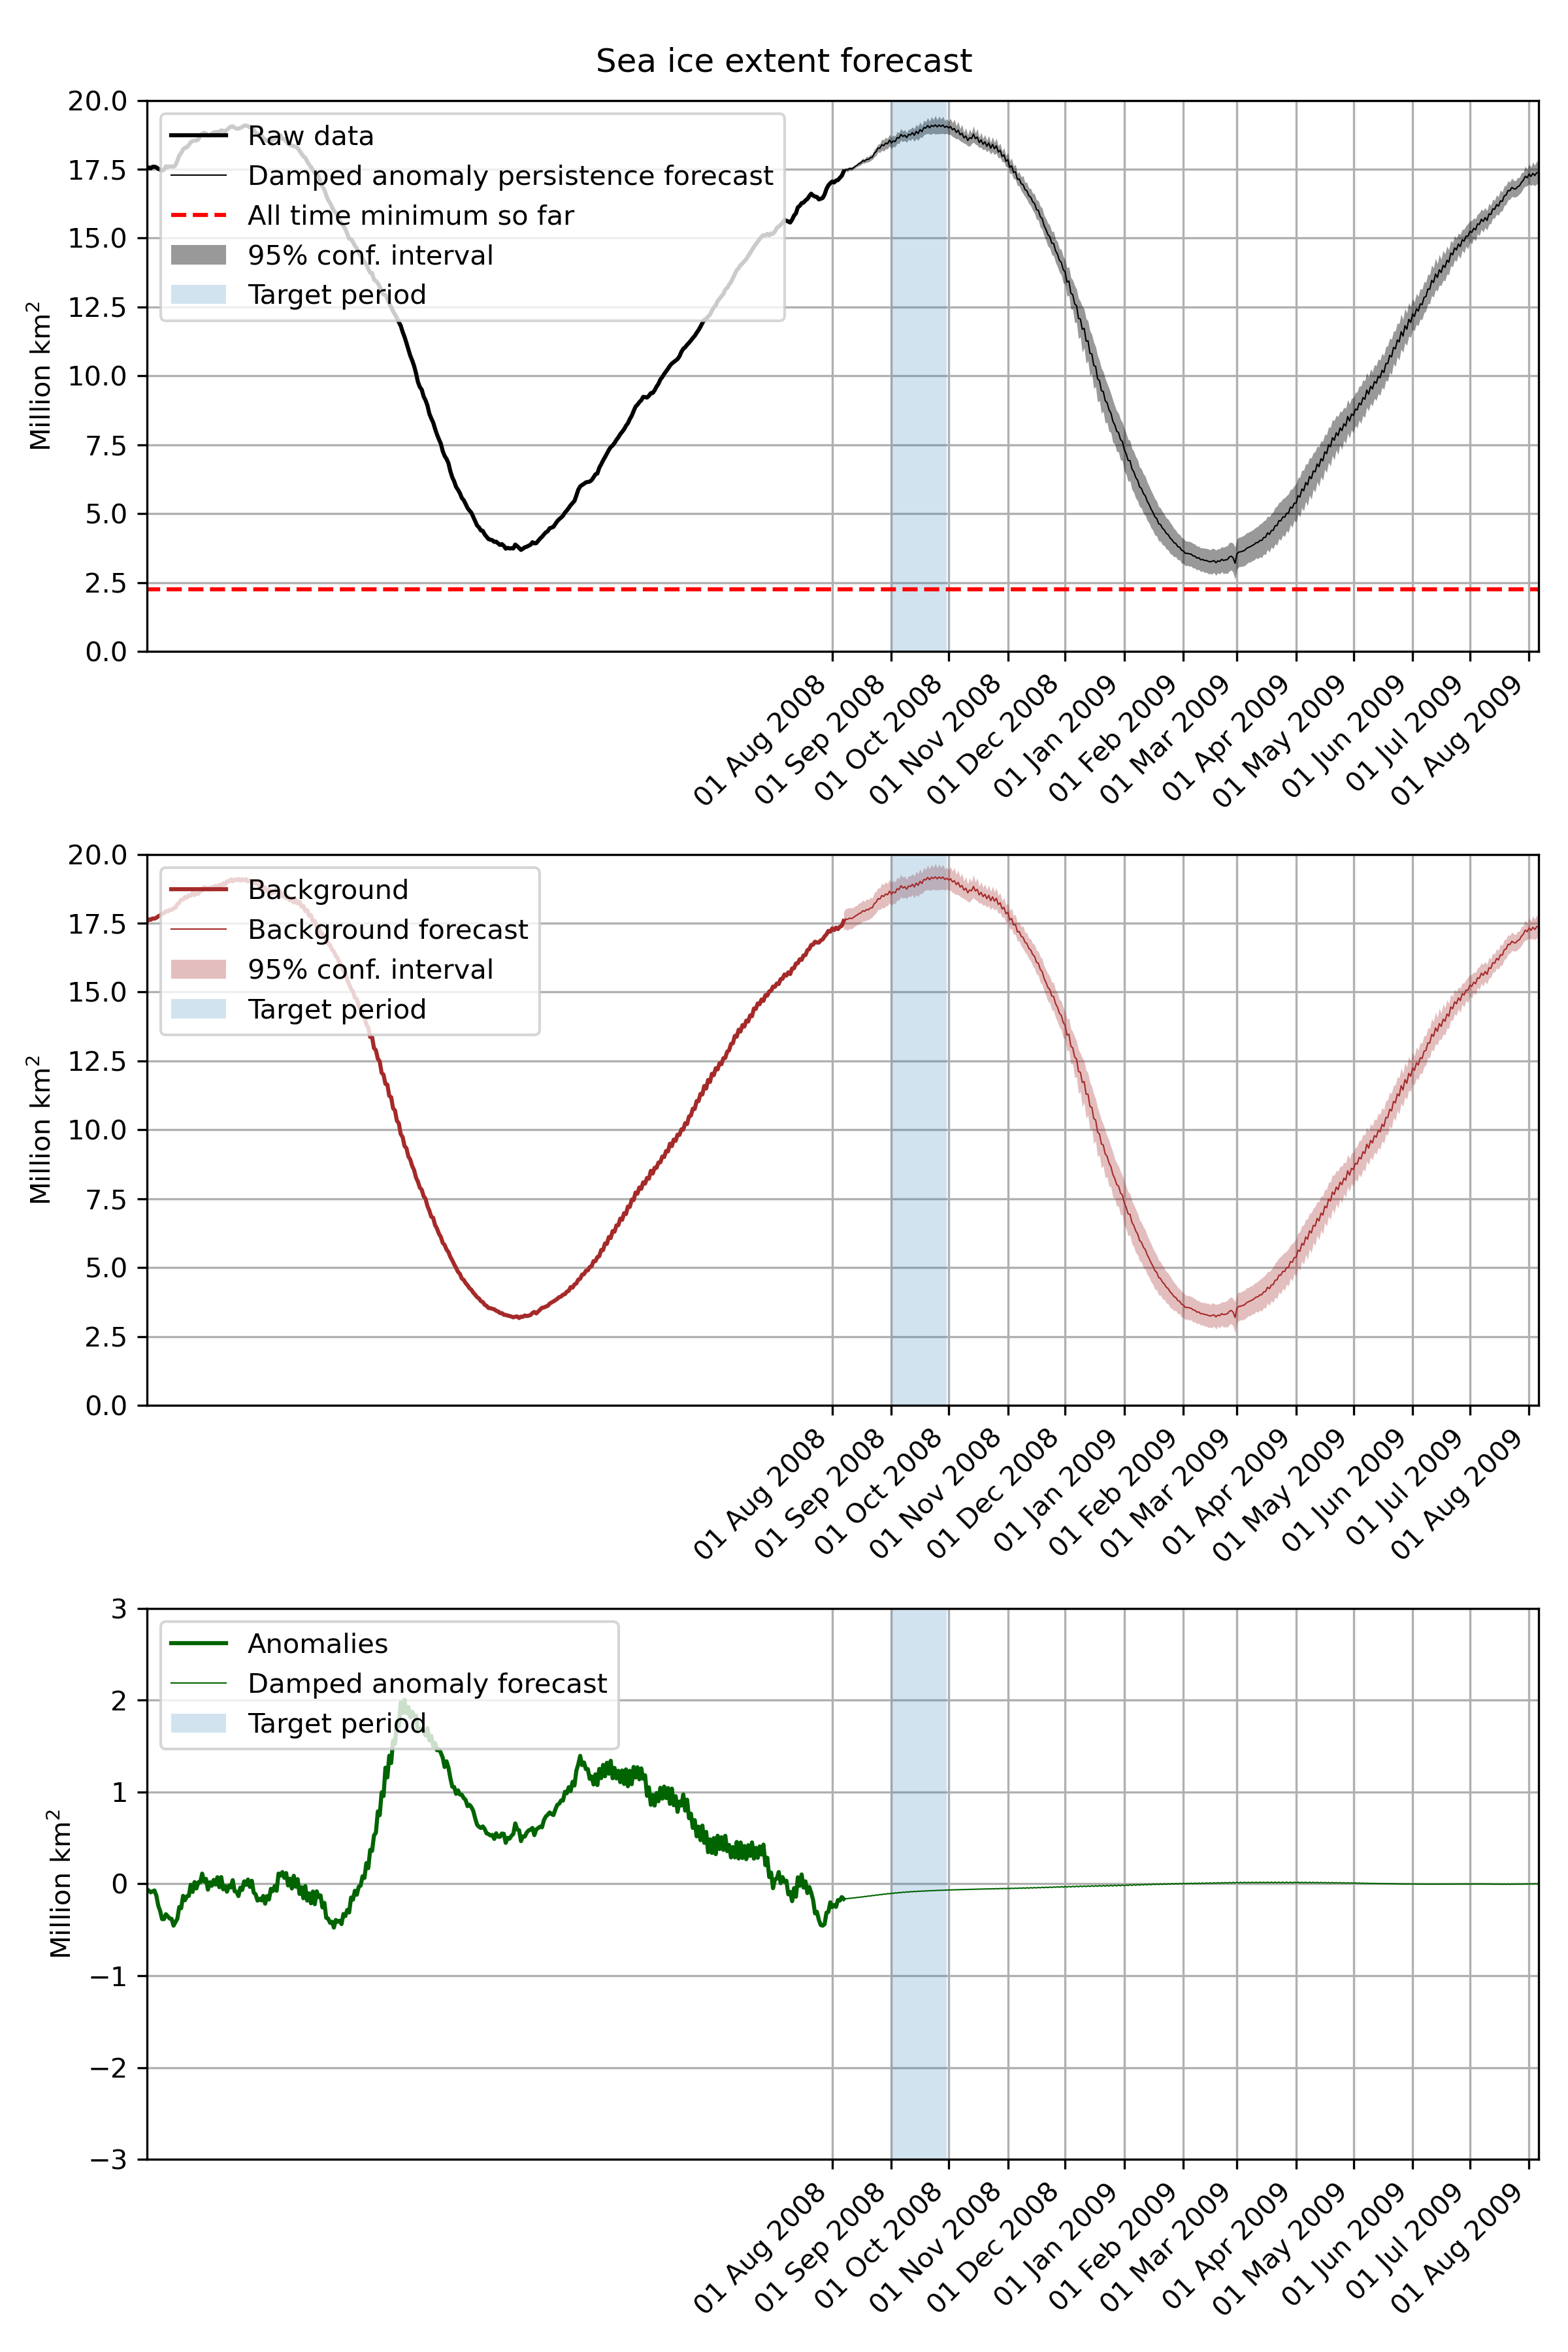 Sea ice extent forecast
20.0
17.5
15.0
12.5
10.0
7.5
5.0
2.5
0.0
Million km²
Raw data
Damped anomaly persistence forecast
All time minimum so far
95% conf. interval
Target period
01 Aug 2008
01 Sep 2008
01 Oct 2008
01 Nov 2008
01 Dec 2008
01 Jan 2009
01 Feb 2009
01 Mar 2009
01 Apr 2009
01 May 2009
01 Jun 2009
01 Jul 2009
01 Aug 2009
20.0
17.5
15.0
12.5
10.0
7.5
5.0
2.5
0.0
Million km²
Background
Background forecast
95% conf. interval
Target period
01 Aug 2008
01 Sep 2008
01 Oct 2008
01 Nov 2008
01 Dec 2008
01 Jan 2009
01 Feb 2009
01 Mar 2009
01 Apr 2009
01 May 2009
01 Jun 2009
01 Jul 2009
01 Aug 2009
3
2
1
0
−1
−2
−3
Million km²
Anomalies
Damped anomaly forecast
Target period
01 Aug 2008
01 Sep 2008
01 Oct 2008
01 Nov 2008
01 Dec 2008
01 Jan 2009
01 Feb 2009
01 Mar 2009
01 Apr 2009
01 May 2009
01 Jun 2009
01 Jul 2009
01 Aug 2009